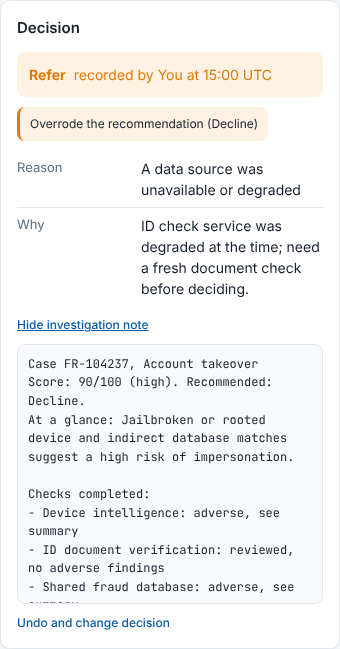 Decision
Refer recorded by You at 15:00 UTC
Overrode the recommendation (Decline)
Reason
A data source was
unavailable or degraded
Why
ID check service was
degraded at the time; need
a fresh document check
before deciding.
Hide investigation note
Case FR-104237, Account takeover
Score: 90/100 (high). Recommended:
Decline.
At a glance: Jailbroken or rooted
device and indirect database matches
suggest a high risk of impersonation.
Checks completed:
- Device intelligence: adverse, see
summary
- ID document verification: reviewed,
no adverse findings
- Shared fraud database: adverse, see
Undo and change decision